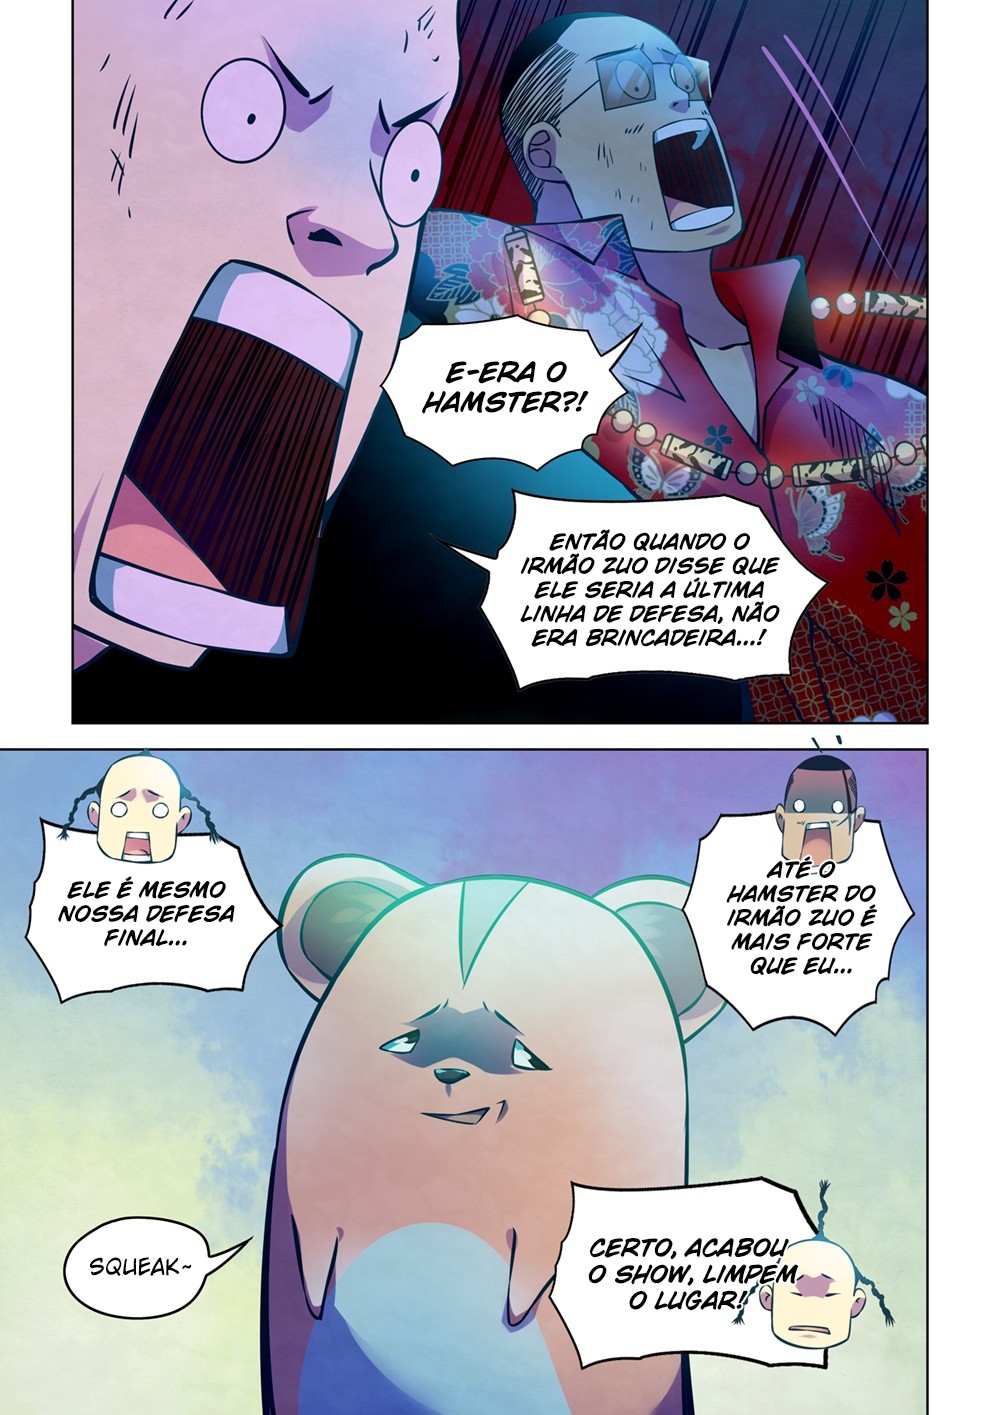 E-ERA O
HAMSTER?!
ENTÃO QUANDO O
IRMÃO ZUO DISSE QUE
ELE SERIA A ÚLTIMA
LINHA DE DEFESA, NÃO
ERA BRINCADEIRA...!
ELE É MESMO
NOSSA DEFESA
FINAL...
ATÉ O
HAMSTER DO
IRMÃO ZUO É
MAIS FORTE
QUE EU...
SQUEAK~
CERTO, ACABOU
O SHOW, LIMPEM
O LUGAR!